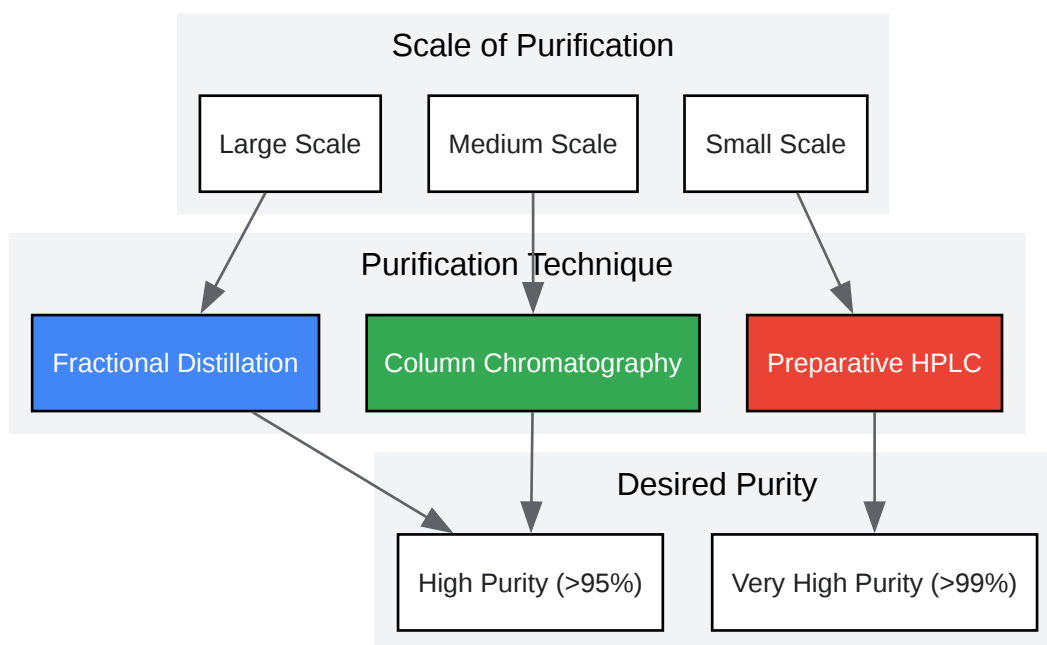 Scale of Purification
Large Scale
Medium Scale
Small Scale
Purification Technique
Fractional Distillation
Column Chromatography
Preparative HPLC
Desired Purity
High Purity (>95%)
Very High Purity (>99%)